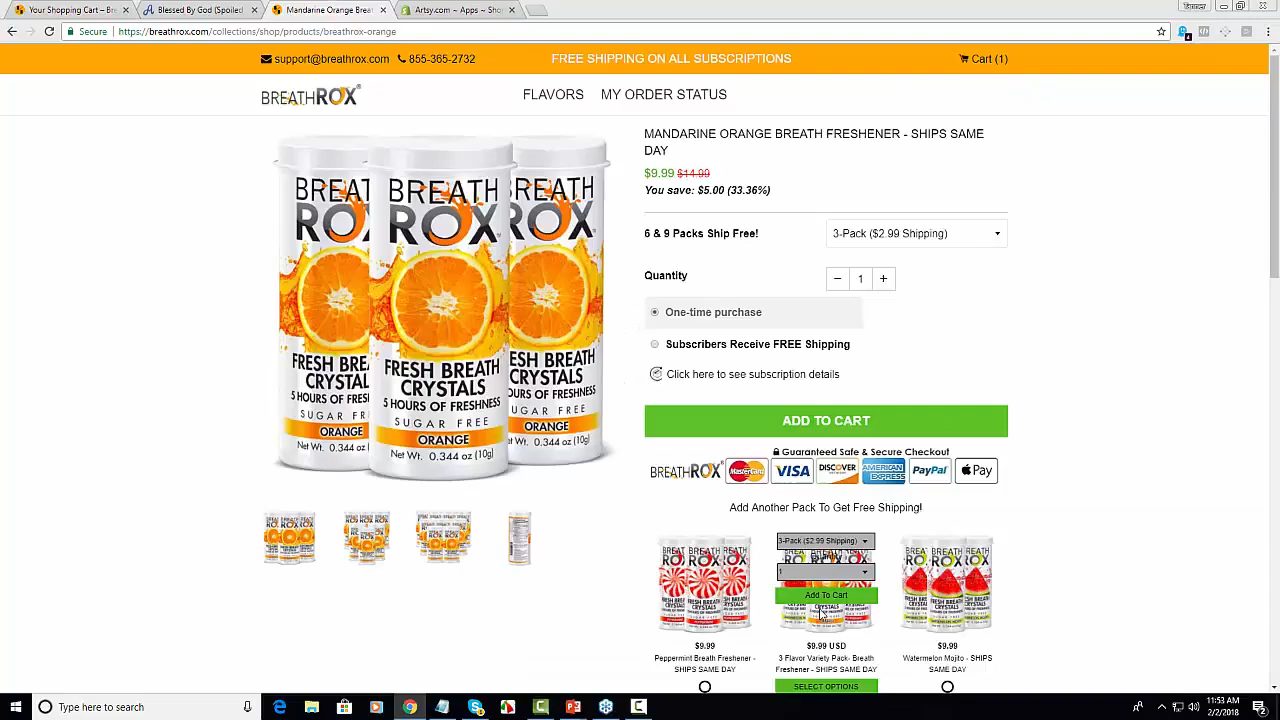 Your Shopping Cart –
Blessed By God (Spoiled
Mandarine Orange Breat
Artsy.com ~ Apps ~ Sho
Secure
https://breathrox.com/collections/shop/products/breathrox-orange
support@breathrox.com
855-365-2732
FREE SHIPPING ON ALL SUBSCRIPTIONS
Cart (1)
BREATHROX
FLAVORS
MY ORDER STATUS
MANDARINE ORANGE BREATH FRESHENER - SHIPS SAME
DAY
$9.99 $14.99
You save: $5.00 (33.36%)
6 & 9 Packs Ship Free!
3-Pack ($2.99 Shipping)
Quantity
− 1 +
One-time purchase
Subscribers Receive FREE Shipping
Click here to see subscription details
ADD TO CART
Guaranteed Safe & Secure Checkout
BREATHROX
MasterCard
VISA
DISCOVER
AMERICAN EXPRESS
PayPal
Pay
BREATH
ROX
FRESH BREATH
CRYSTALS
5 HOURS OF FRESHNESS
SUGAR FREE
ORANGE
Net Wt. 0.344 oz (10g)
Add Another Pack To Get FreeShipping!
3-Pack ($2.99 Shipping)
Quantity
1
Add To Cart
$9.99
Peppermint Breath Freshener -
SHIPS SAME DAY
$9.99 USD
3 Flavor Variety Pack- Breath
Freshener - SHIPS SAME DAY
SELECT OPTIONS
$9.99
Watermelon Mojito - SHIPS
SAME DAY
Type here to search
11:53 AM
2/2/2018